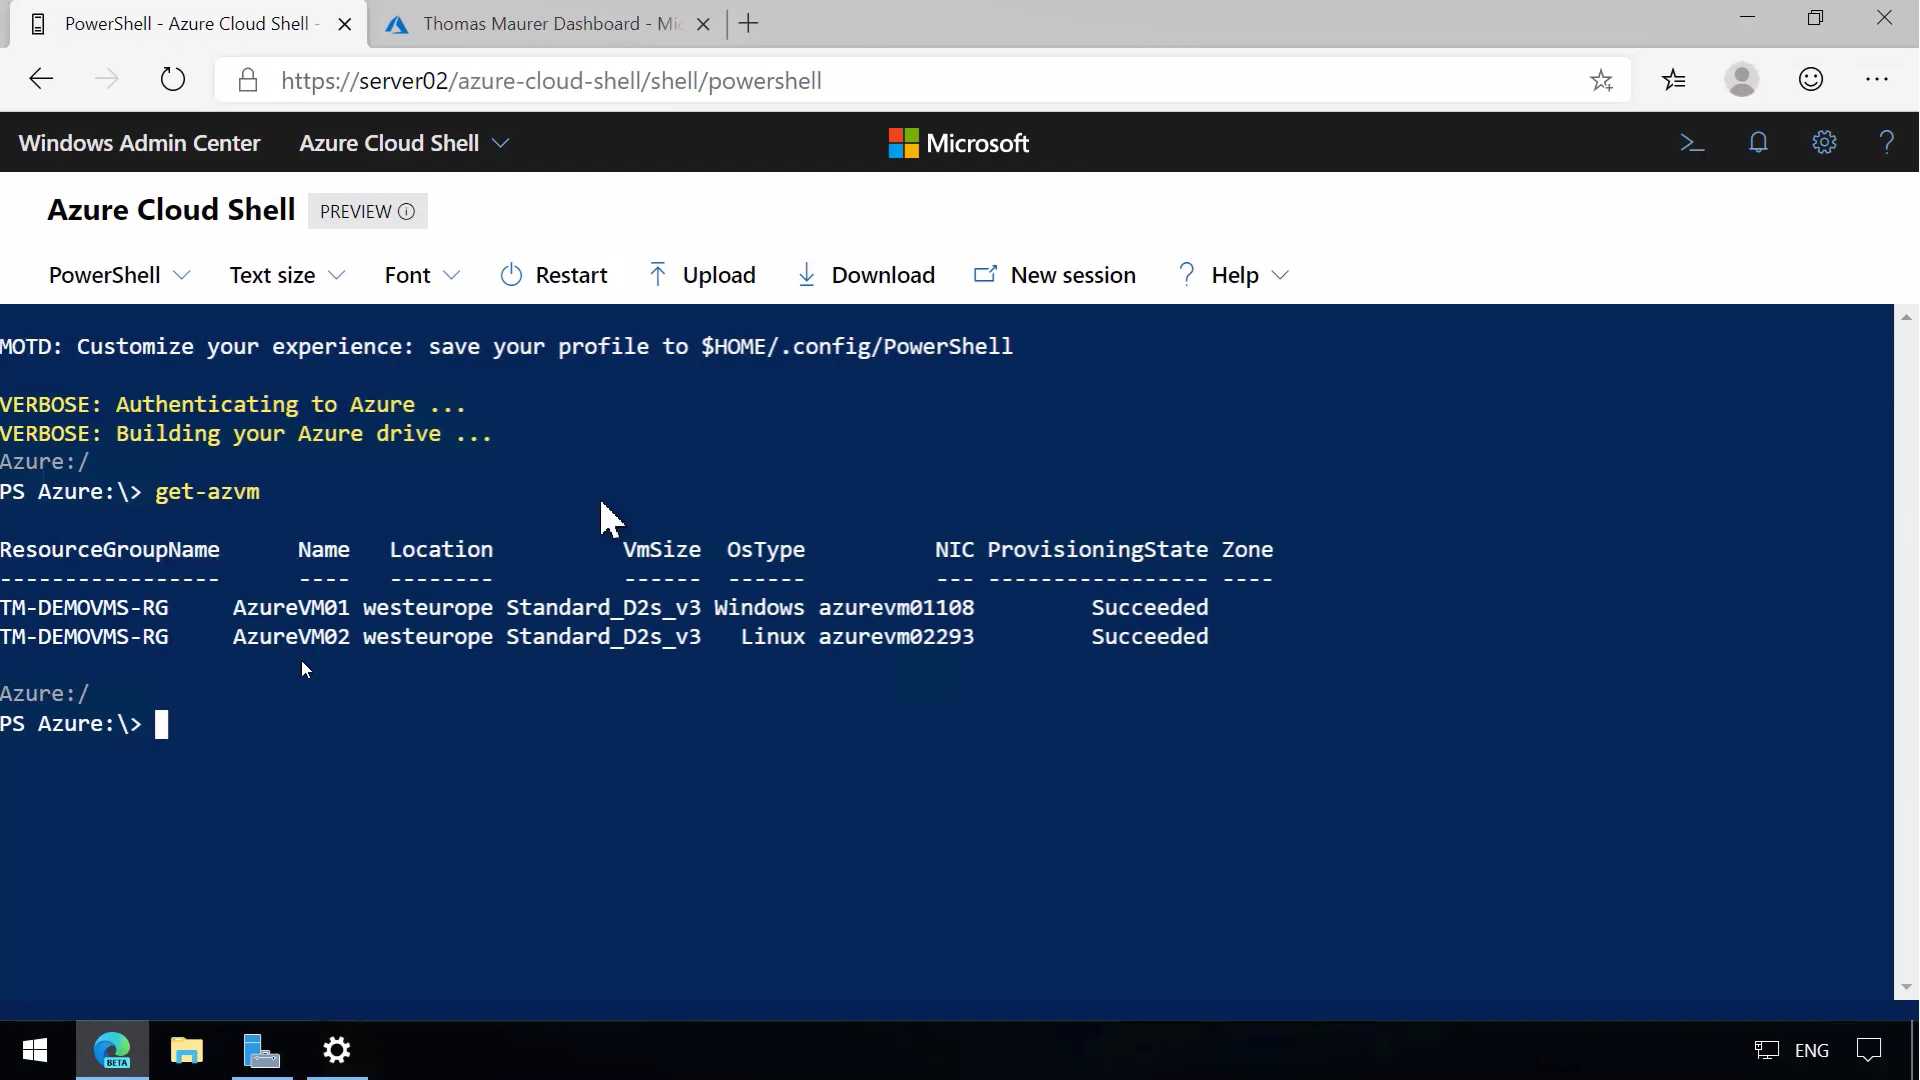 PowerShell - Azure Cloud Shell -
Thomas Maurer Dashboard - Mic
https://server02/azure-cloud-shell/shell/powershell
Windows Admin Center
Azure Cloud Shell
Microsoft
Azure Cloud Shell PREVIEW
PowerShell Text size Font Restart Upload Download New session ? Help
MOTD: Customize your experience: save your profile to $HOME/.config/PowerShell
VERBOSE: Authenticating to Azure ...
VERBOSE: Building your Azure drive ...
Azure:/
PS Azure:\> get-azvm
ResourceGroupName      Name   Location          VmSize  OsType          NIC ProvisioningState Zone
-----------------      ----   --------          ------  ------          --- ----------------- ----
TM-DEMOVMS-RG     AzureVM01 westeurope Standard_D2s_v3 Windows azurevm01108         Succeeded
TM-DEMOVMS-RG     AzureVM02 westeurope Standard_D2s_v3   Linux azurevm02293         Succeeded
Azure:/
PS Azure:\>
BETA
ENG